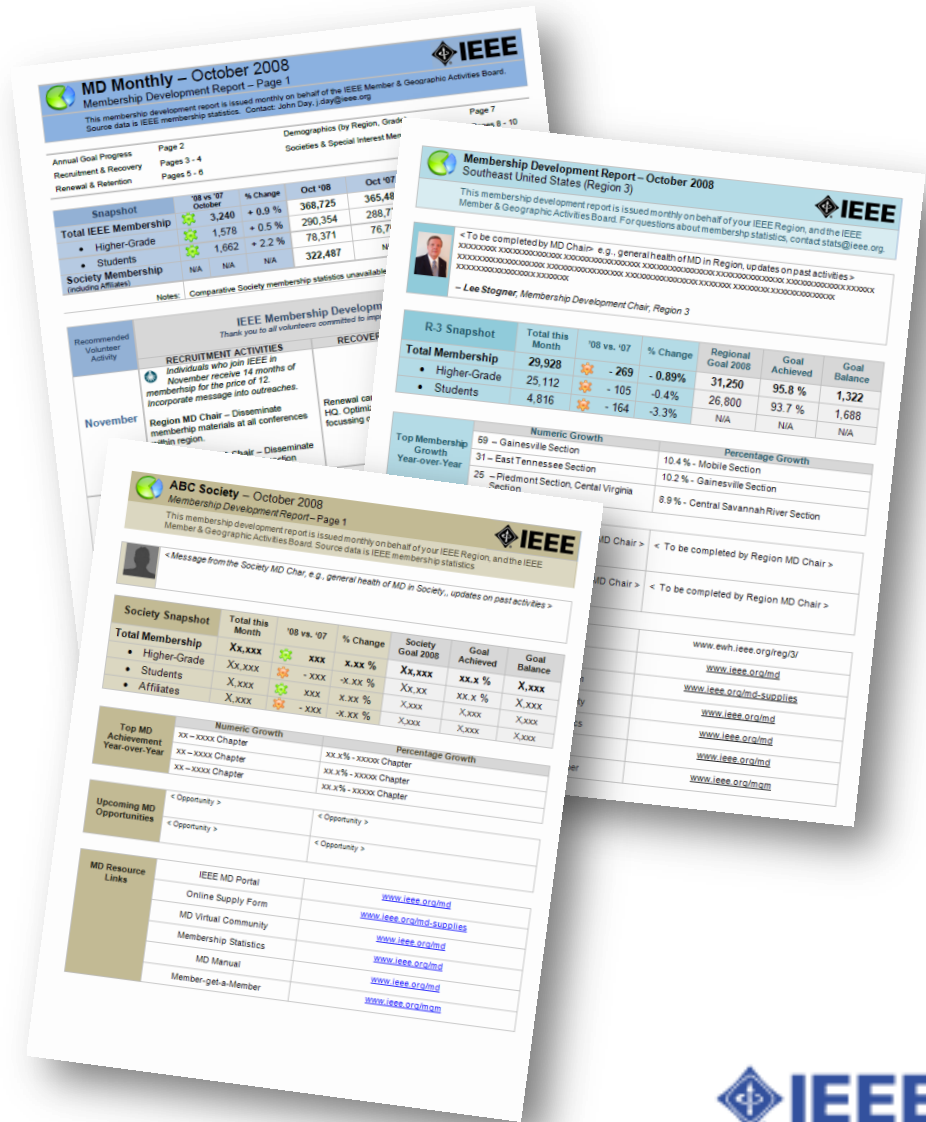 MD Monthly – October 2008
Membership Development Report – Page 1
IEEE
This membership development report is issued monthly on behalf of the IEEE Member & Geographic Activities Board.
Source data is IEEE membership statistics. Contact: John Day, j.day@ieee.org
Annual Goal Progress Page 2 Demographics (by Region, Grade) Page 7
Recruitment & Recovery Pages 3 - 4 Societies & Special Interest 8 - 10
Renewal & Retention Pages 5 - 6
Snapshot '08 vs '07 October % Change Oct '08 Oct '07
Total IEEE Membership 3,240 + 0.9 % 368,725
• Higher-Grade 1,578 + 0.5 % 290,354
• Students 1,662 + 2.2 % 78,371
Society Membership (including Affiliates) N/A N/A 322,487
Notes: Comparative Society membership statistics
Recommended Volunteer Activity
IEEE Membership
Thank you to all volunteers committed to
RECRUITMENT ACTIVITIES
November
Individuals who join IEEE in
November receive 14 months of
memberhsip for the price of 12.
Incorporate message into outreaches.
Region MD Chair – Disseminate
memberhip materials at all conferences
within region.
Chair – Disseminate
Renewal
HQ.
focussing
Membership Development Report – October 2008
Southeast United States (Region 3)
IEEE
This membership development report is issued monthly on behalf of your IEEE Region, and the IEEE
Member & Geographic Activities Board. For questions about membershp statistics, contact stats@ieee.org.
< To be completed by MD Chair> e.g., general health of MD in Region, updates on past activities >
– Lee Stogner, Membership Development Chair, Region 3
R-3 Snapshot Total this Month '08 vs. '07 % Change Regional Goal 2008 Goal Achieved Goal Balance
Total Membership 29,928 - 269 - 0.89% 31,250 95.8 % 1,322
• Higher-Grade 25,112 - 105 -0.4% 26,800 93.7 % 1,688
• Students 4,816 - 164 -3.3% N/A N/A N/A
Top Membership Growth Year-over-Year
Numeric Growth Percentage Growth
59 – Gainesville Section 10.4 % - Mobile Section
31 – East Tennessee Section 10.2 % - Gainesville Section
25 – Piedmont Section, Cental Virginia Section 8.9 % - Central Savannah River Section
MD Chair > < To be completed by Region MD Chair >
MD Chair > < To be completed by Region MD Chair >
www.ewh.ieee.org/reg/3/
www.ieee.org/md
www.ieee.org/md-supplies
www.ieee.org/md
www.ieee.org/md
www.ieee.org/md
www.ieee.org/mgm
ABC Society – October 2008
Membership Development Report – Page 1
IEEE
This membership development report is issued monthly on behalf of your IEEE Region, and the IEEE
Member & Geographic Activities Board. Source data is IEEE membership statistics
< Message from the Society MD Char, e.g., general health of MD in Society,, updates on past activities >
Society Snapshot Total this Month '08 vs. '07 % Change Society Goal 2008 Goal Achieved Goal Balance
Total Membership Xx,xxx xxx x.xx % Xx,xxx xx.x % X,xxx
• Higher-Grade Xx,xxx - xxx -x.xx % Xx,xx xx.x % X.xxx
• Students X,xxx xxx x.xx % X,xxx X,xxx X,xxx
• Affiliates X,xxx - xxx -x.xx % X,xxx X,xxx X,xxx
Top MD Achievement Year-over-Year
Numeric Growth Percentage Growth
xx – xxxx Chapter xx.x% - xxxxx Chapter
xx – xxxx Chapter xx.x% - xxxxx Chapter
xx – xxxx Chapter xx.x% - xxxxx Chapter
Upcoming MD Opportunities
< Opportunity > < Opportunity >
< Opportunity > < Opportunity >
MD Resource Links
IEEE MD Portal www.ieee.org/md
Online Supply Form www.ieee.org/md-supplies
MD Virtual Community www.ieee.org/md
Membership Statistics www.ieee.org/md
MD Manual www.ieee.org/md
Member-get-a-Member www.ieee.org/mgm
IEEE